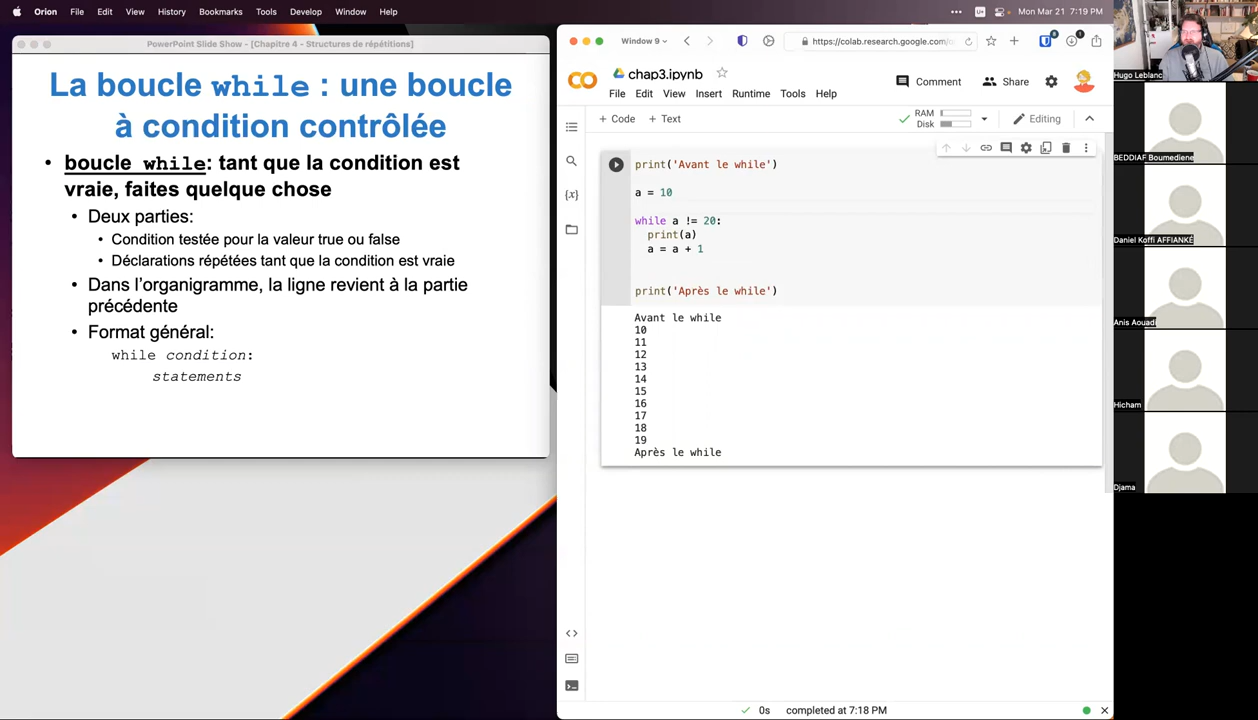 Orion File Edit View History Bookmarks Tools Develop Window Help
Mon Mar 21 7:19 PM
PowerPoint Slide Show - [Chapitre 4 - Structures de répétitions]
La boucle while : une boucle
à condition contrôlée
• boucle while: tant que la condition est
vraie, faites quelque chose
• Deux parties:
• Condition testée pour la valeur true ou false
• Déclarations répétées tant que la condition est vraie
• Dans l’organigramme, la ligne revient à la partie
précédente
• Format général:
while condition:
statements
Window 9
https://colab.research.google.com/
chap3.ipynb
Comment
Share
File Edit View Insert Runtime Tools Help
+ Code + Text
RAM
Disk
Editing
{x}
print('Avant le while')
a = 10
while a != 20:
print(a)
a = a + 1
print('Après le while')
Avant le while
10
11
12
13
14
15
16
17
18
19
Après le while
0s completed at 7:18 PM
Hugo Leblanc
BEDDIAF Boumediene
Daniel Koffi AFFIANKÉ
Anis Aouadi
Hicham
Djama